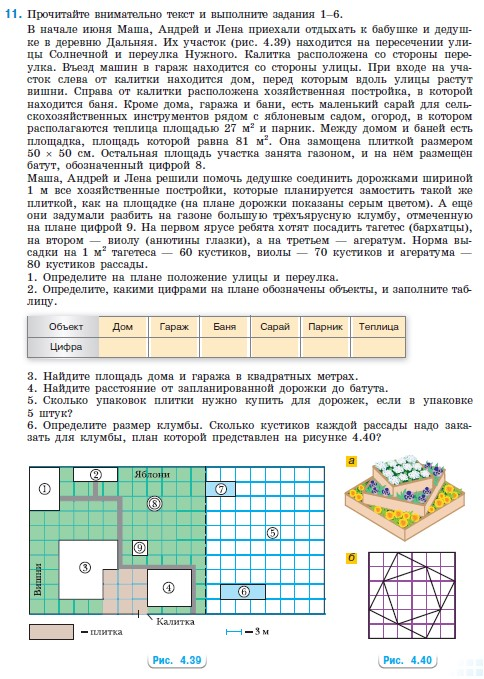 11. Прочитайте внимательно текст и выполните задания 1–6.
В начале июня Маша, Андрей и Лена приехали отдыхать к бабушке и дедуш-
ке в деревню Дальняя. Их участок (рис. 4.39) находится на пересечении ули-
цы Солнечной и переулка Нужного. Калитка расположена со стороны пере-
улка. Въезд машин в гараж находится со стороны улицы. При входе на уча-
сток слева от калитки находится дом, перед которым вдоль улицы растут
вишни. Справа от калитки расположена хозяйственная постройка, в которой
находится баня. Кроме дома, гаража и бани, есть маленький сарай для сель-
скохозяйственных инструментов рядом с яблоневым садом, огород, в котором
располагаются теплица площадью 27 м² и парник. Между домом и баней есть
площадка, площадь которой равна 81 м². Она замощена плиткой размером
50 × 50 см. Остальная площадь участка занята газоном, и на нём размещён
батут, обозначенный цифрой 8.
Маша, Андрей и Лена решили помочь дедушке соединить дорожками шириной
1 м все хозяйственные постройки, которые планируется замостить такой же
плиткой, как на площадке (на плане дорожки показаны серым цветом). А ещё
они задумали разбить на газоне большую трёхъярусную клумбу, отмеченную
на плане цифрой 9. На первом ярусе ребята хотят посадить тагетес (бархатцы),
на втором — виолу (анютины глазки), а на третьем — агератум. Норма вы-
садки на 1 м² тагетеса — 60 кустиков, виолы — 70 кустиков и агератума —
80 кустиков рассады.
1. Определите на плане положение улицы и переулка.
2. Определите, какими цифрами на плане обозначены объекты, и заполните таб-
лицу.
Объект Дом Гараж Баня Сарай Парник Теплица
Цифра
3. Найдите площадь дома и гаража в квадратных метрах.
4. Найдите расстояние от запланированной дорожки до батута.
5. Сколько упаковок плитки нужно купить для дорожек, если в упаковке
5 штук?
6. Определите размер клумбы. Сколько кустиков каждой рассады надо зака-
зать для клумбы, план которой представлен на рисунке 4.40?
а
Яблони
1 2 7
8
5
9
3
4 6
Вишни
б
Калитка
– плитка
– 3 м
Рис. 4.39
Рис. 4.40